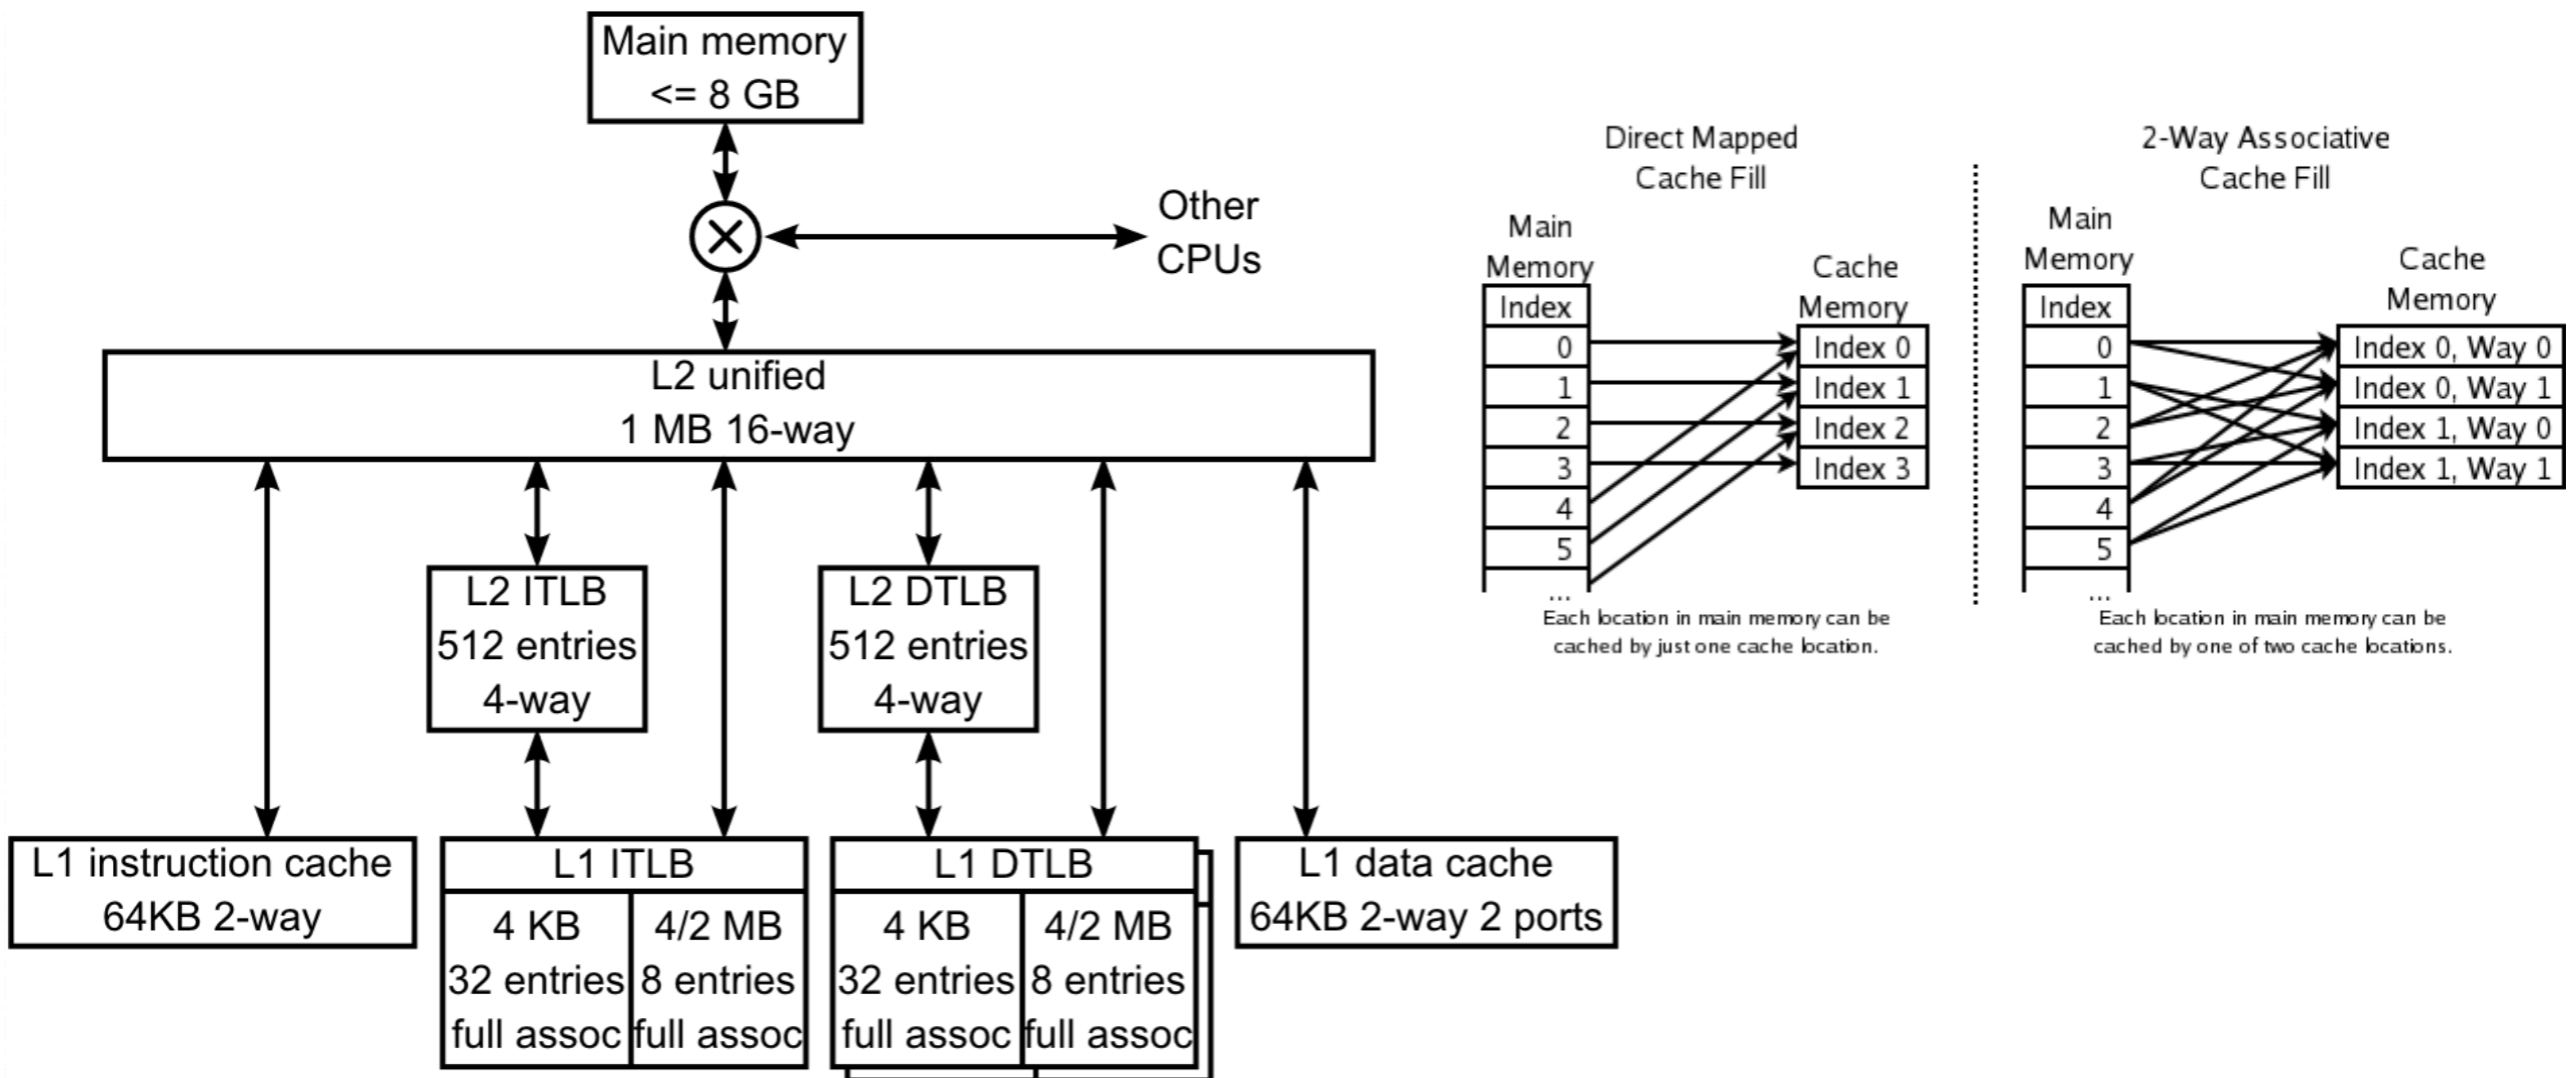 Main memory
<= 8 GB
Other
CPUs
L2 unified
1 MB 16-way
L2 ITLB
512 entries
4-way
L2 DTLB
512 entries
4-way
L1 instruction cache
64KB 2-way
L1 ITLB
4 KB
32 entries
full assoc
4/2 MB
8 entries
full assoc
L1 DTLB
4 KB
32 entries
full assoc
4/2 MB
8 entries
full assoc
L1 data cache
64KB 2-way 2 ports
Direct Mapped
Cache Fill
Main
Memory
Index
0
1
2
3
4
5
...
Cache
Memory
Index 0
Index 1
Index 2
Index 3
Each location in main memory can be
cached by just one cache location.
2-Way Associative
Cache Fill
Main
Memory
Index
0
1
2
3
4
5
...
Cache
Memory
Index 0, Way 0
Index 0, Way 1
Index 1, Way 0
Index 1, Way 1
Each location in main memory can be
cached by one of two cache locations.